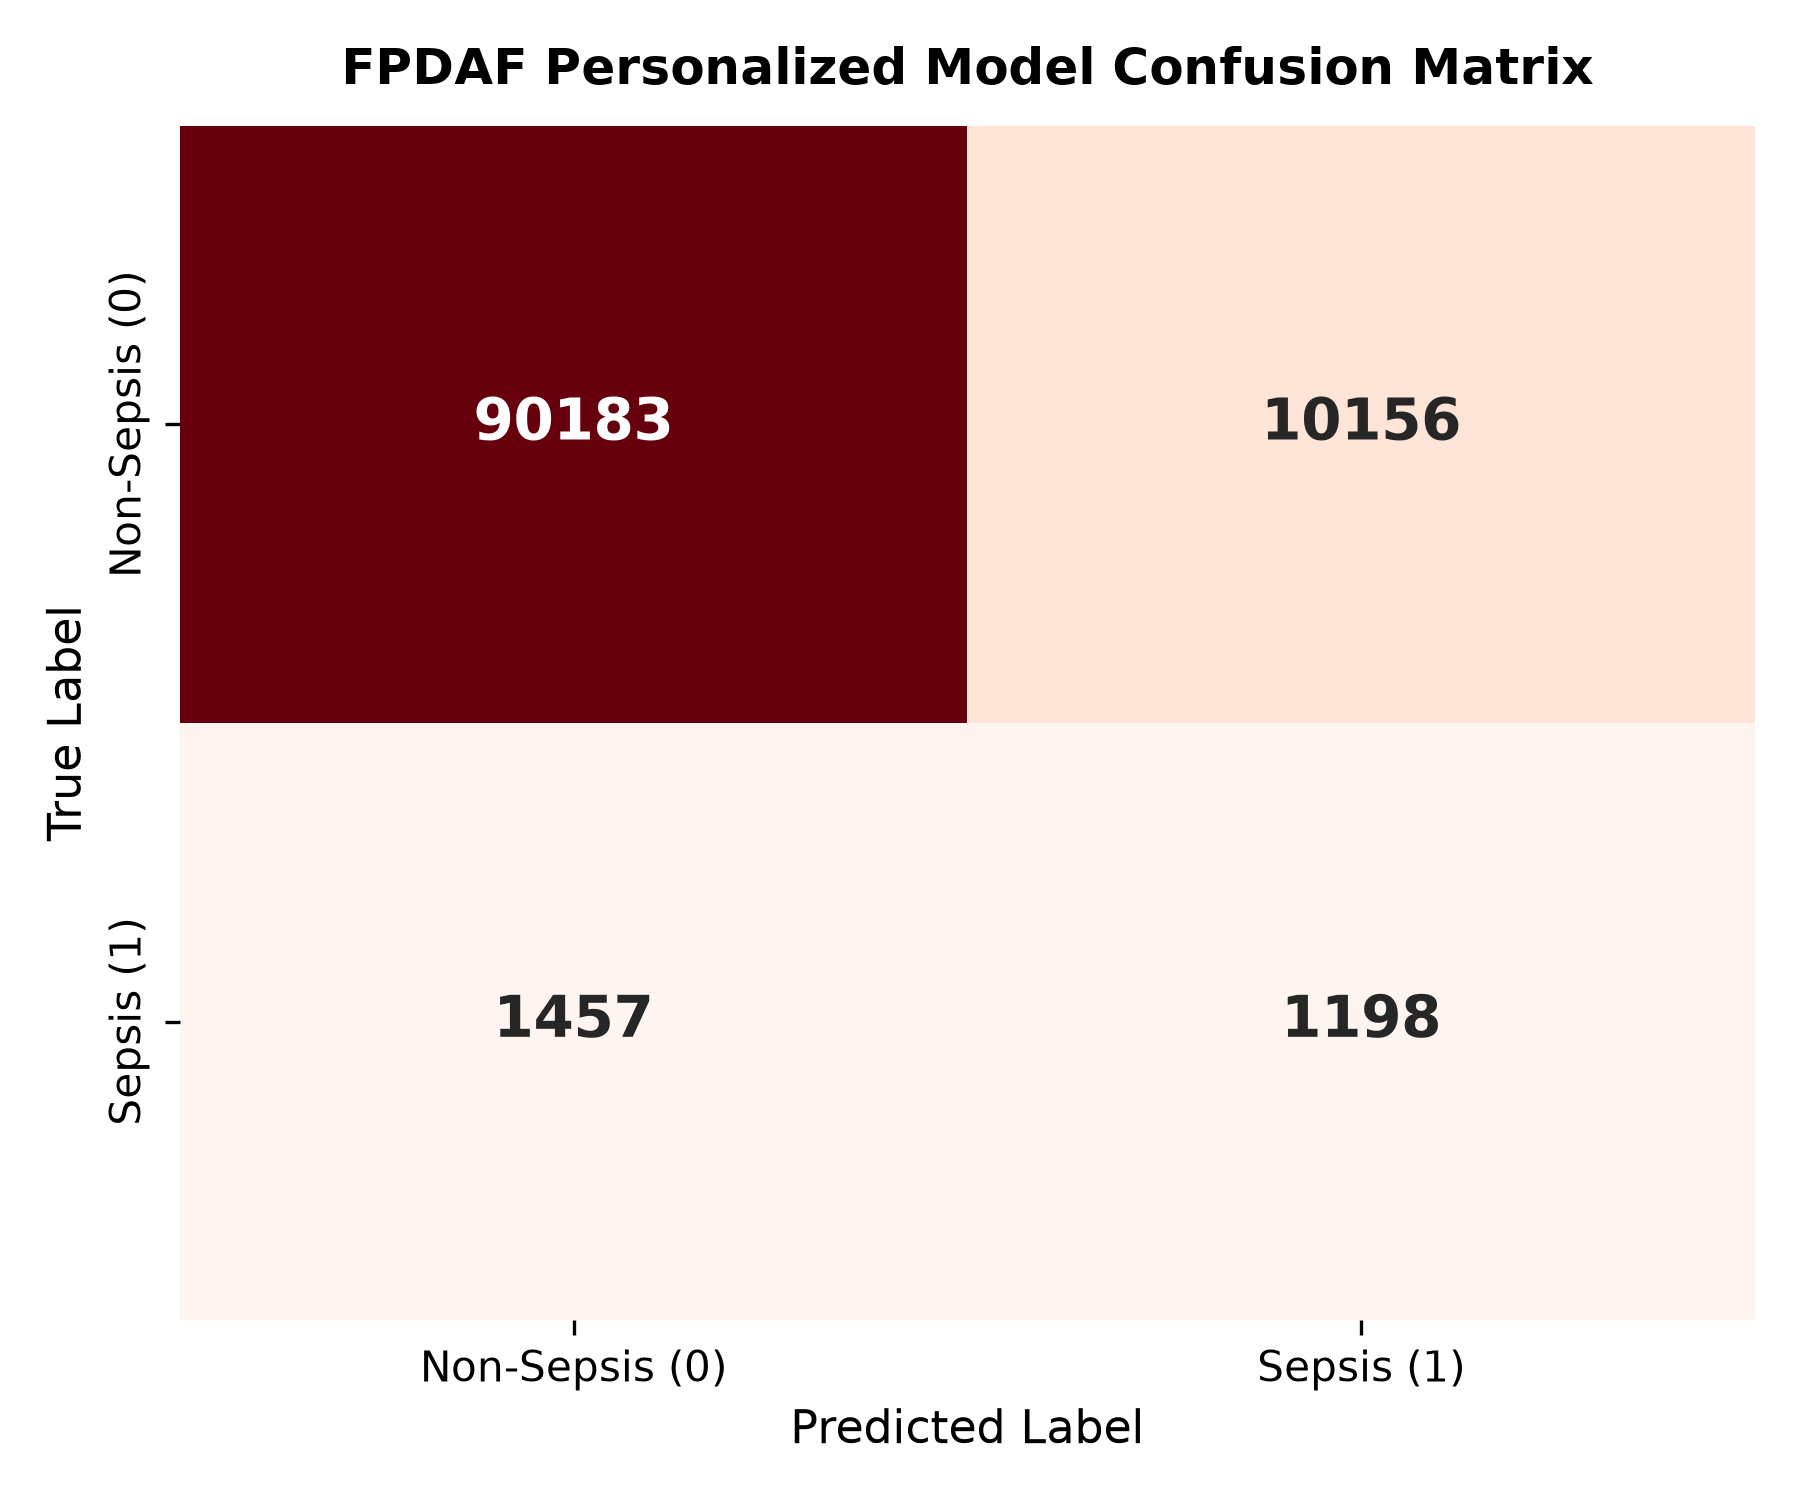 FPDAF Personalized Model Confusion Matrix
True Label
Non-Sepsis (0)
90183
10156
Sepsis (1)
1457
1198
Non-Sepsis (0)
Sepsis (1)
Predicted Label